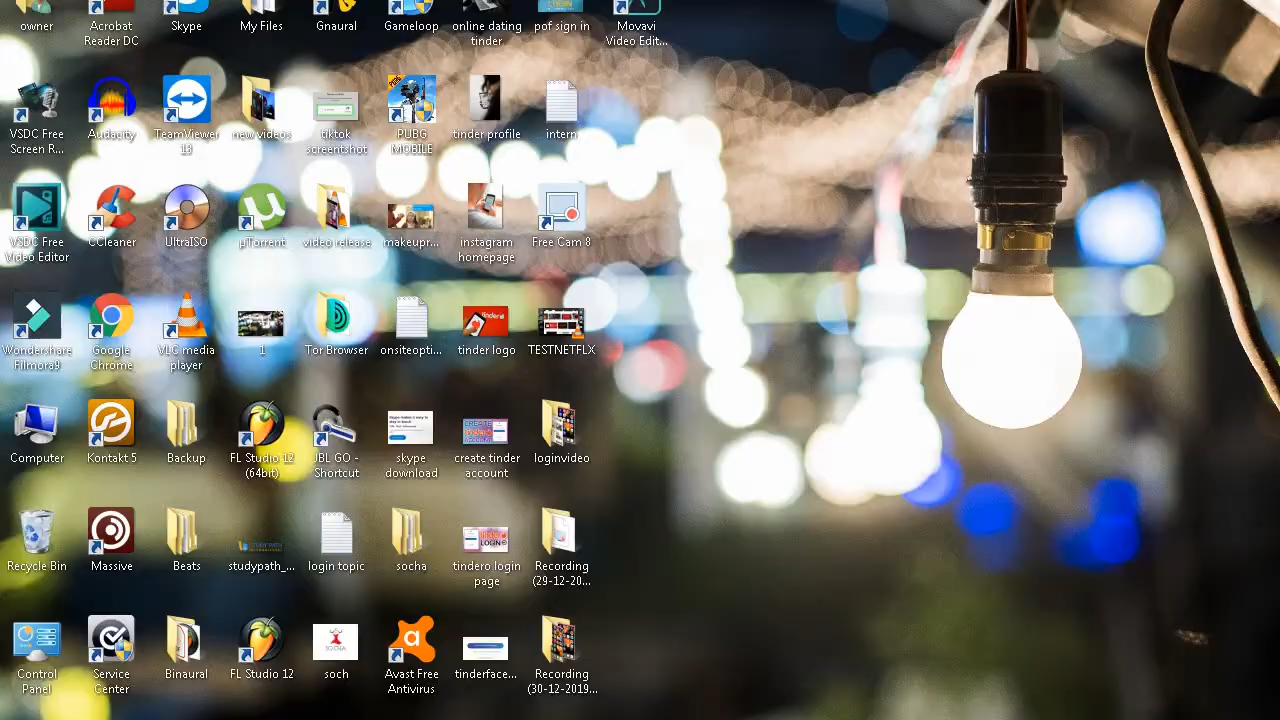 owner
Acrobat
Reader DC
Skype
My Files
Gnaural
Gameloop
online dating
tinder
pof sign in
Movavi
Video Edit...
VSDC Free
Screen R...
Audacity
TeamViewer
13
new videos
tiktok
screentshot
PUBG
MOBILE
tinder profile
intern
VSDC Free
Video Editor
CCleaner
UltraISO
µTorrent
video release
makeupr...
instagram
homepage
Free Cam 8
Wondershare
Filmora9
Google
Chrome
VLC media
player
1
Tor Browser
onsiteopti...
tinder logo
TESTNETFLX
Computer
Kontakt 5
Backup
FL Studio 12
(64bit)
JBL GO -
Shortcut
skype
download
create tinder
account
loginvideo
Recycle Bin
Massive
Beats
studypath_...
login topic
socha
tindero login
page
Recording
(29-12-20...
Control
Panel
Service
Center
Binaural
FL Studio 12
soch
Avast Free
Antivirus
tinderface...
Recording
(30-12-2019...